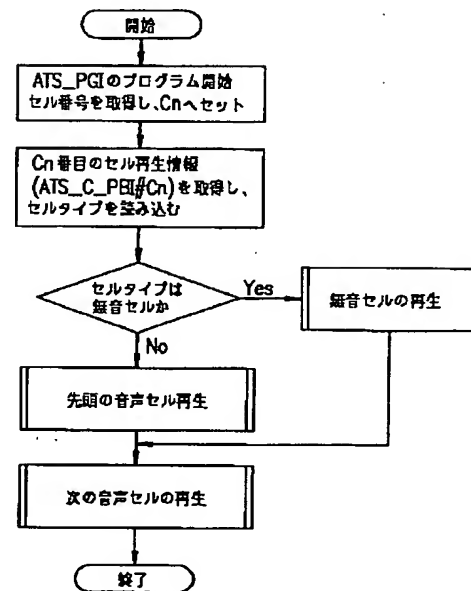 開始
ATS_PGIのプログラム開始
セル番号を取得し、Cnへセット
Cn番目のセル再生情報
(ATS_C_PBI#Cn)を取得し、
セルタイプを読み込む
セルタイプは
無音セルか
Yes
無音セルの再生
No
先頭の音声セル再生
次の音声セルの再生
終了